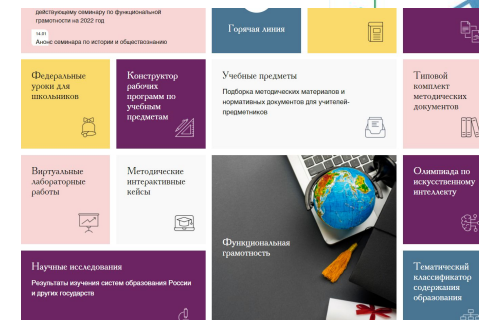 действующему семинару по функциональной
грамотности на 2022 год
14.01
Анонс семинара по истории и обществознанию
Горячая линия
Федеральные
уроки для
школьников
Конструктор
рабочих
программ по
учебным
предметам
Учебные предметы
Подборка методических материалов и
нормативных документов для учителей-
предметников
Типовой
комплект
методических
документов
Виртуальные
лабораторные
работы
Методические
интерактивные
кейсы
Функциональная
грамотность
Олимпиада по
искусственному
интеллекту
Научные исследования
Результаты изучения систем образования России
и других государств
Тематический
классификатор
содержания
образования